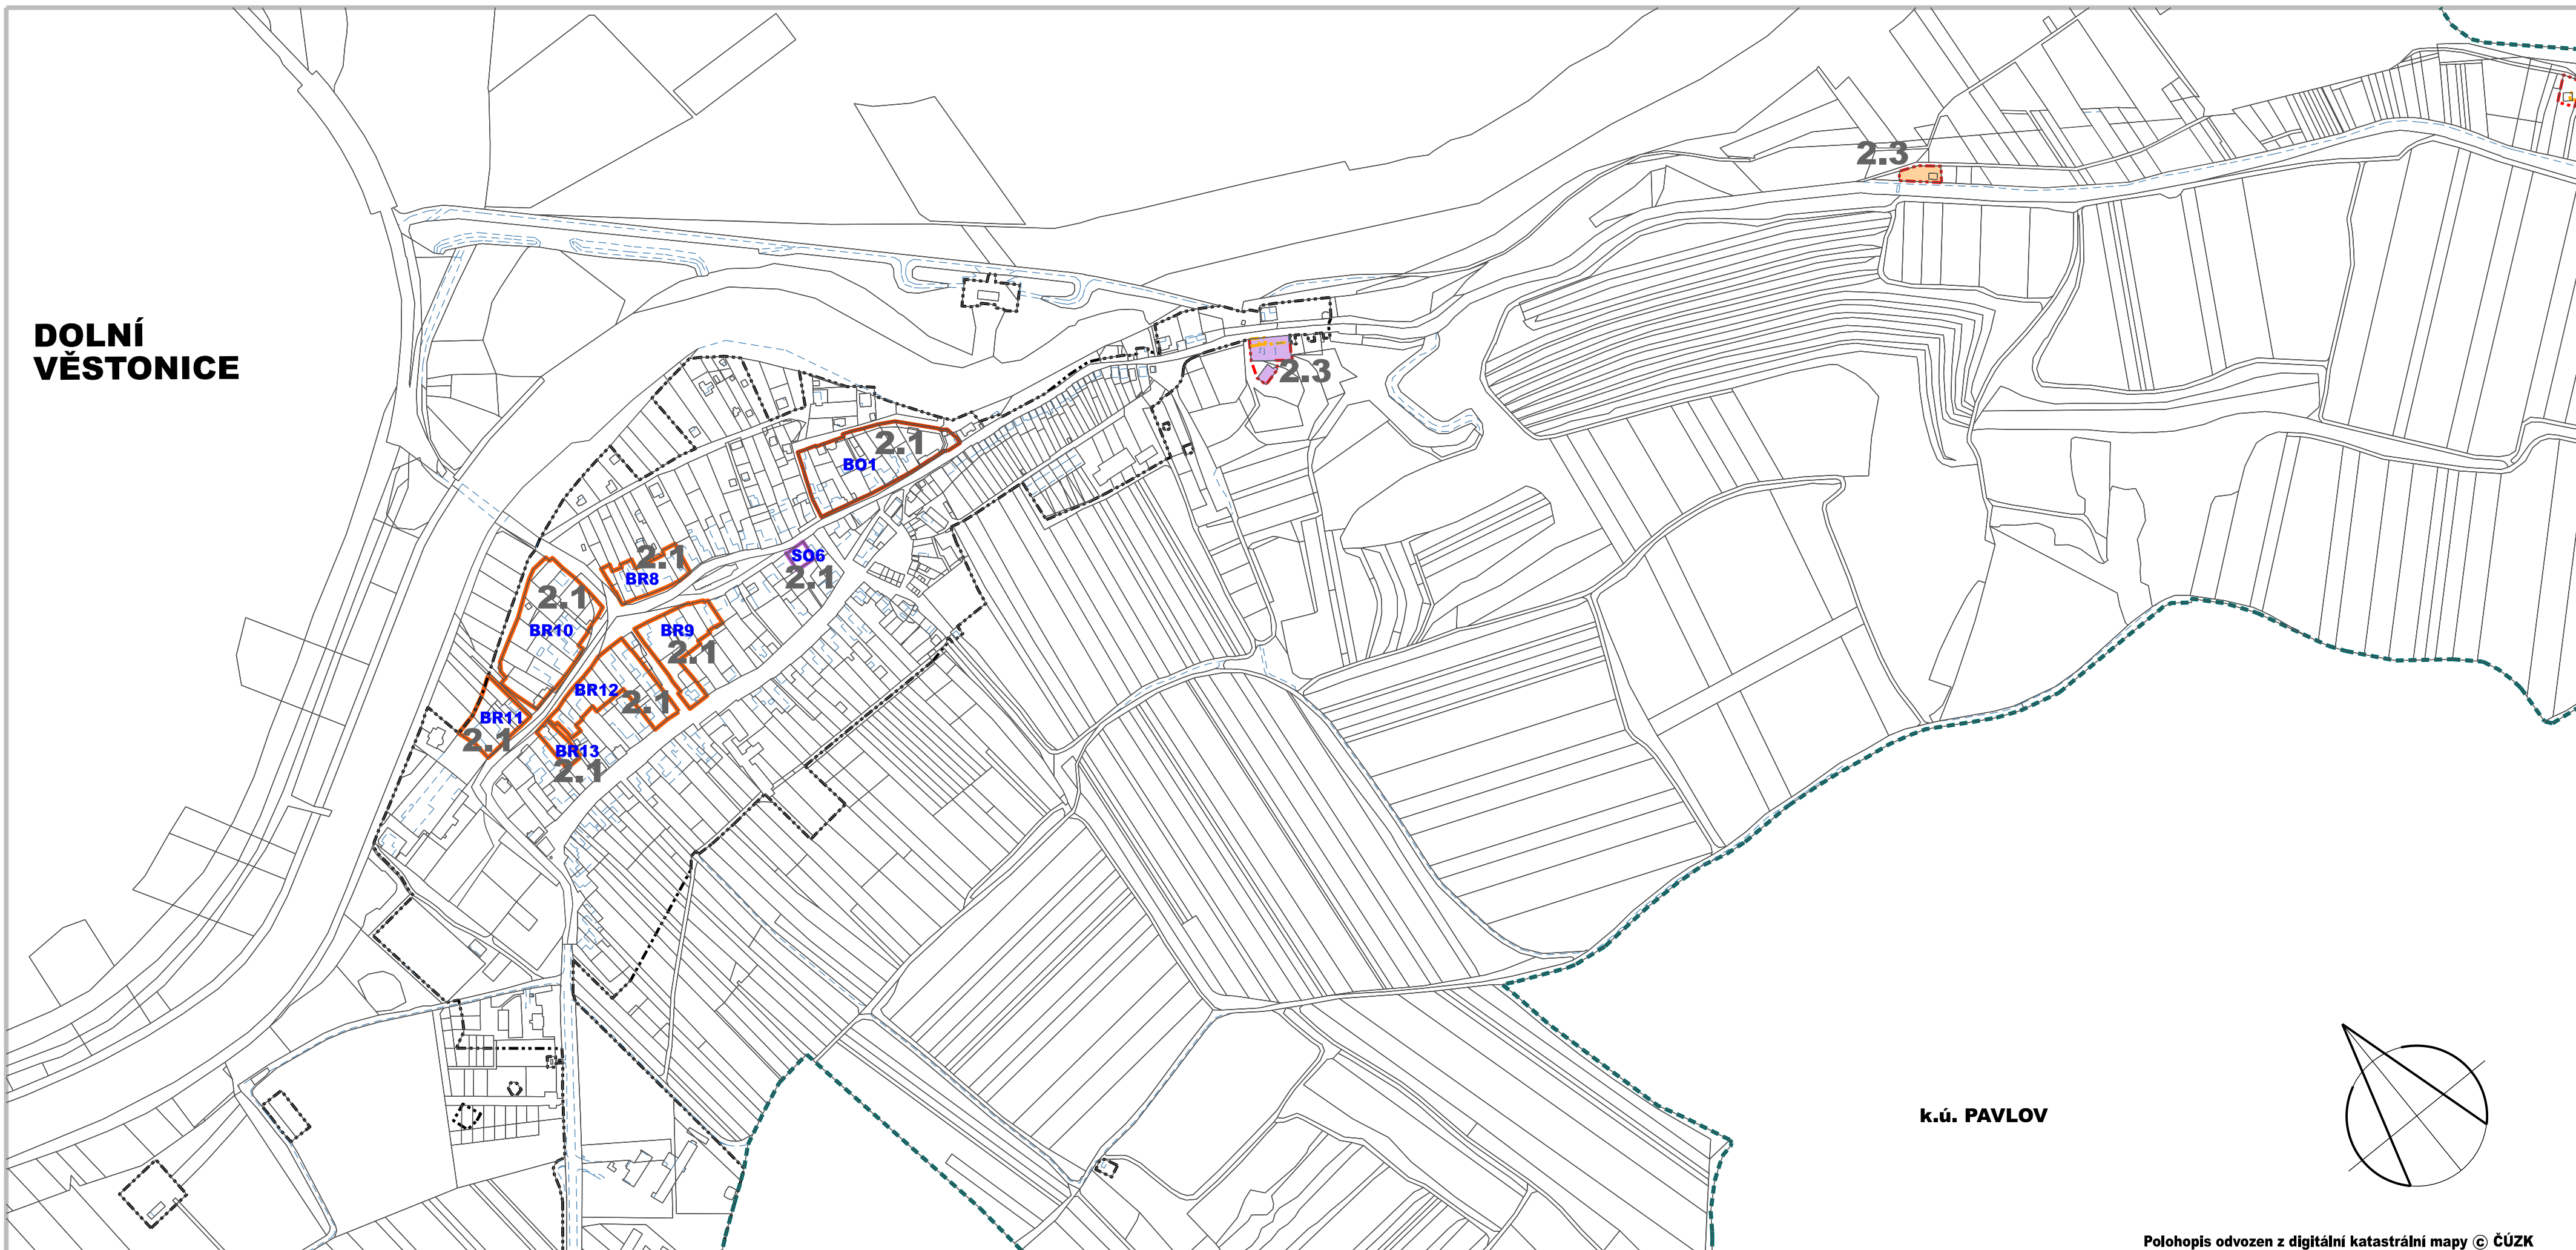 2.3
DOLNÍ
VĚSTONICE
2.3
2.1
BO1
SO6
2.1
2.1
BR8
2.1
BR10
BR9
2.1
BR12
2.1
BR11
2.1
BR13
2.1
k.ú. PAVLOV
Polohopis odvozen z digitální katastrální mapy © ČÚZK